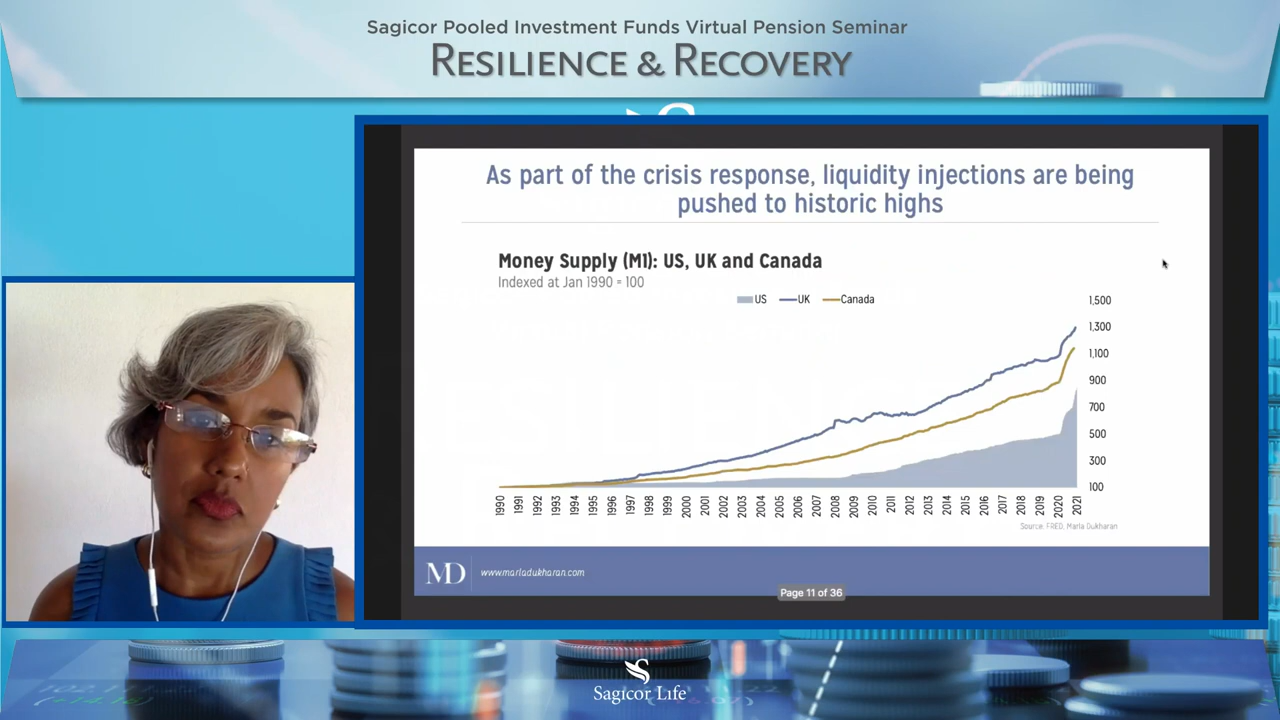 Sagicor Pooled Investment Funds Virtual Pension Seminar
RESILIENCE & RECOVERY
As part of the crisis response, liquidity injections are being
pushed to historic highs
Money Supply (M1): US, UK and Canada
Indexed at Jan 1990 = 100
US UK Canada
1,500
1,300
1,100
900
700
500
300
100
1990 1991 1992 1993 1994 1995 1996 1997 1998 1999 2000 2001 2002 2003 2004 2005 2006 2007 2008 2009 2010 2011 2012 2013 2014 2015 2016 2017 2018 2019 2020 2021
Source: FRED, Marla Dukharan
MD www.marladukharan.com
Page 11 of 36
Sagicor Life